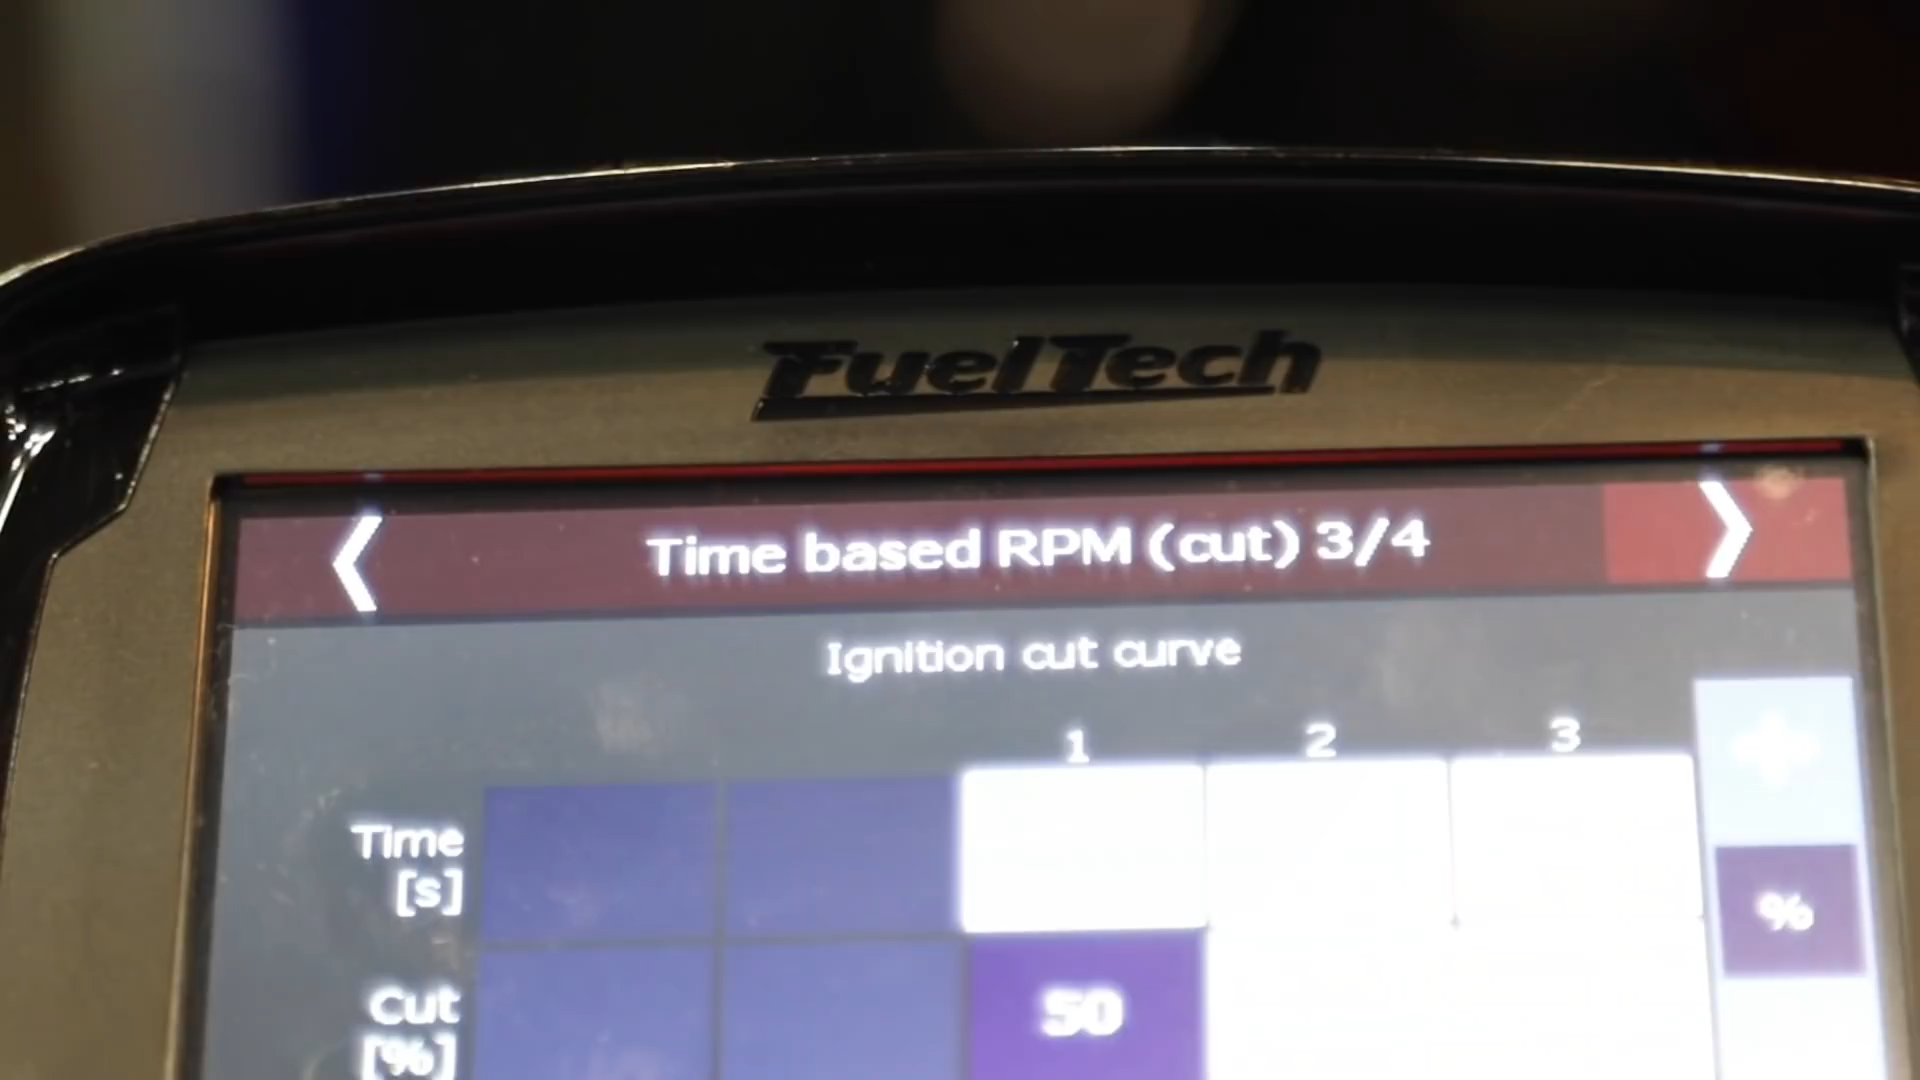 FuelTech
Time based RPM (cut) 3/4
Ignition cut curve
1 2 3
Time
[s]
%
Cut 50
[%]